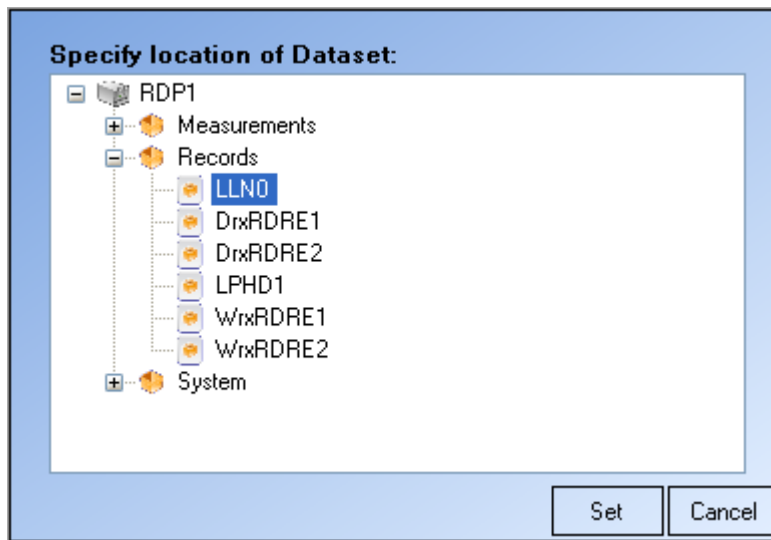 Specify location of Dataset:
RDP1
Measurements
Records
LLN0
DrxRDRE1
DrxRDRE2
LPHD1
WrxRDRE1
WrxRDRE2
System
Set Cancel